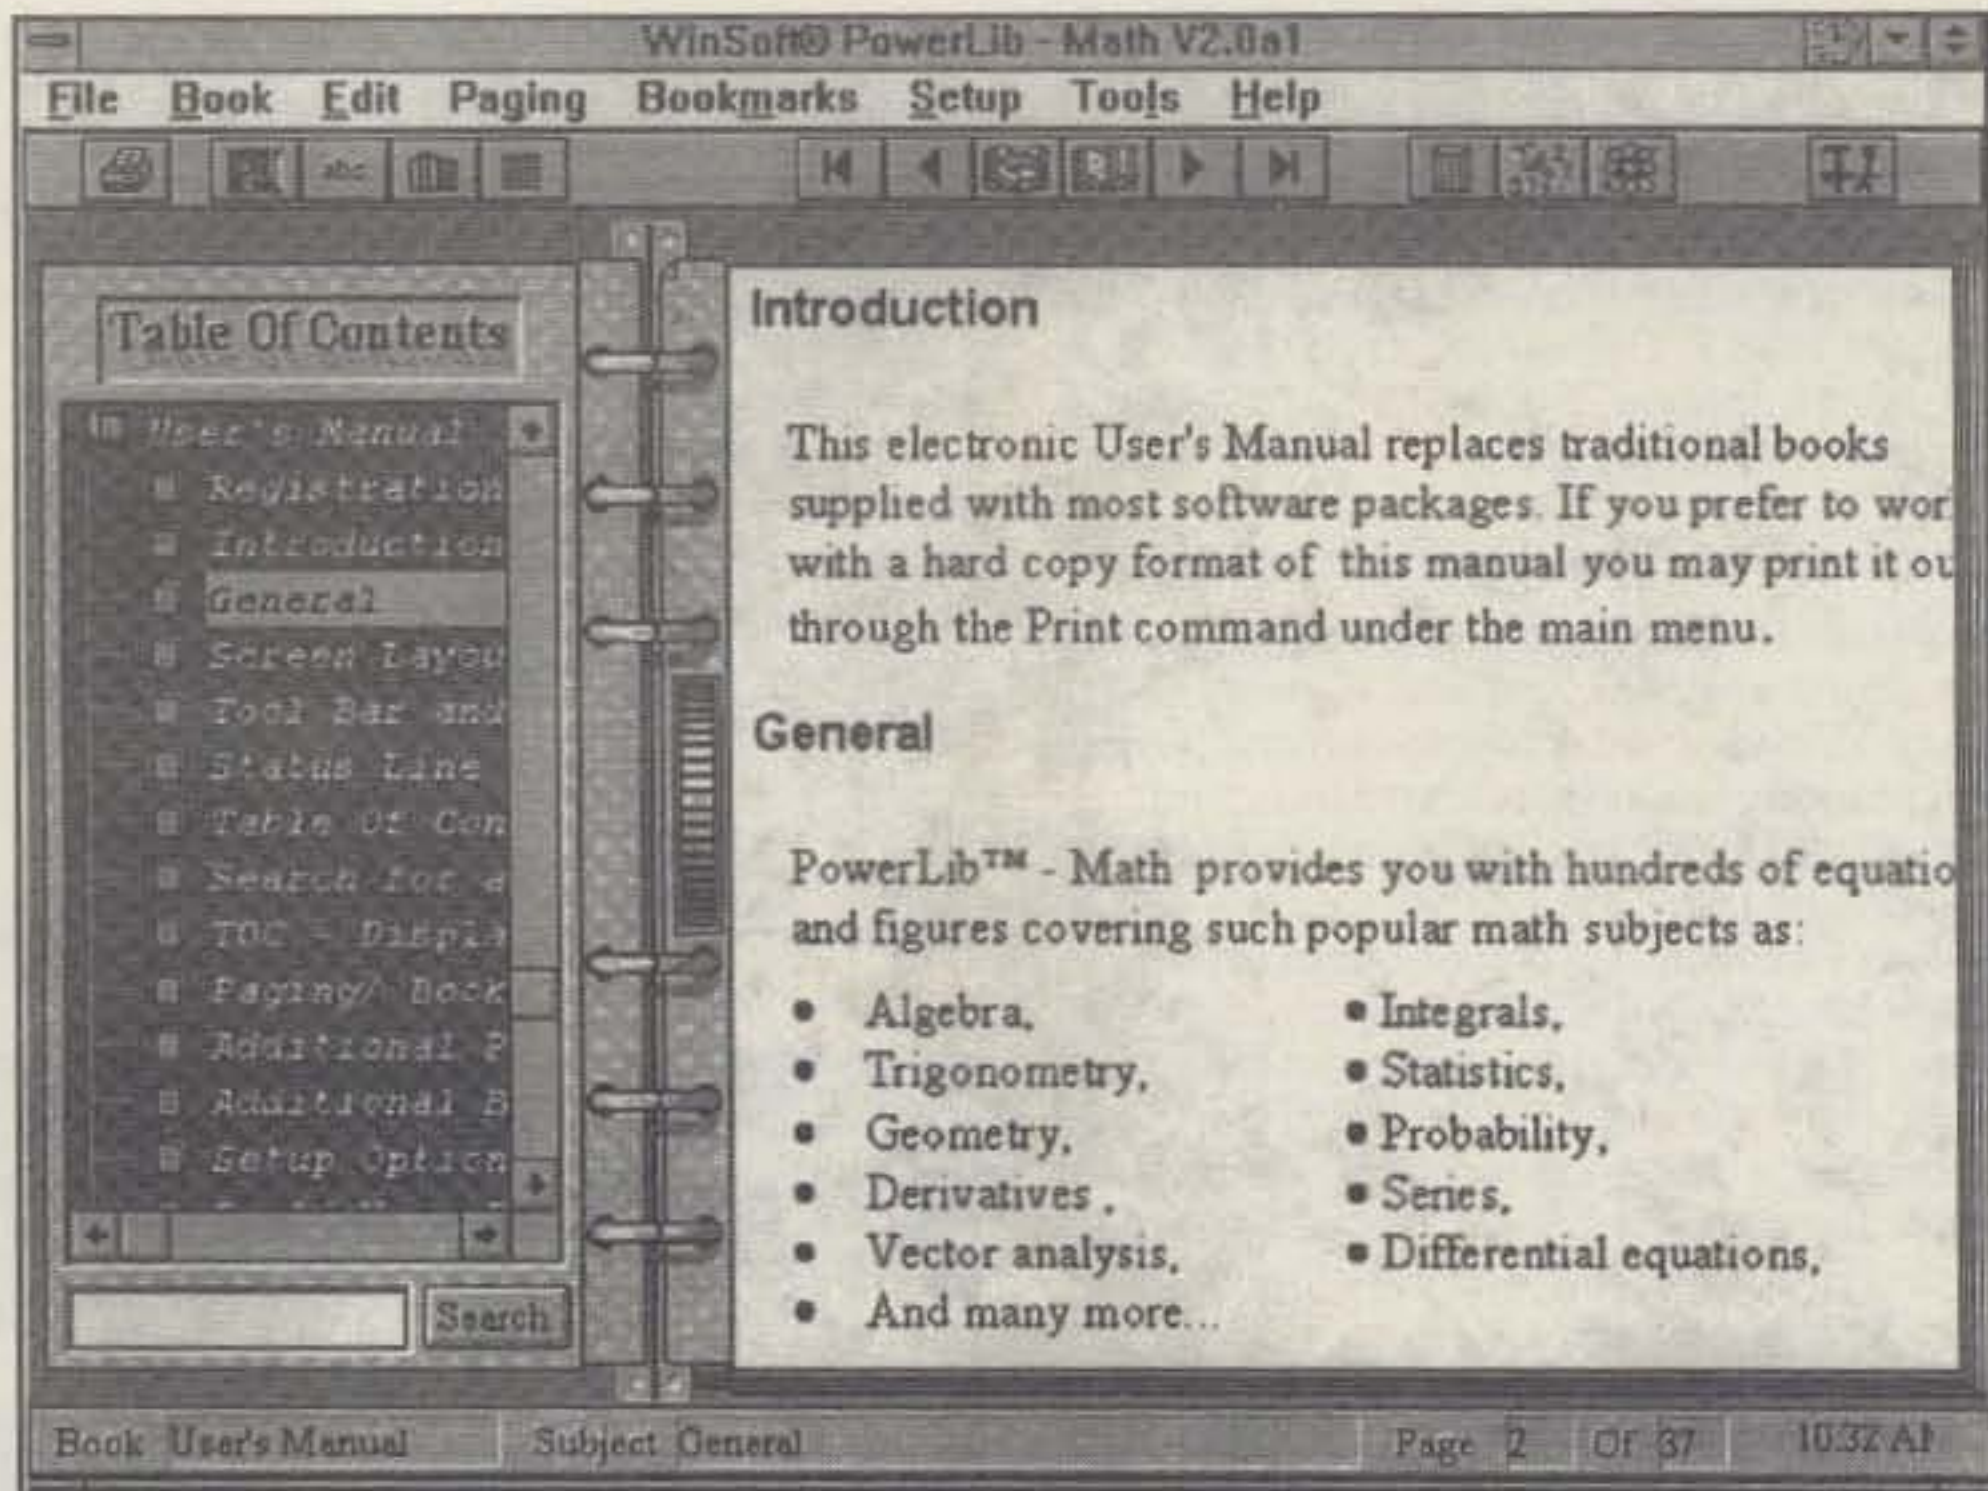 WinSoft® PowerLib - Math V2.0a1
File Book Edit Paging Bookmarks Setup Tools Help
abc
Table Of Contents
User's Manual
Registration
Introduction
General
Screen Layou
Tool Bar and
Status Line
Table Of Con
Search for a
TOC - Displa
Paging/ Book
Additional P
Additional B
Setup Option
Search
Introduction
This electronic User's Manual replaces traditional books
supplied with most software packages. If you prefer to wor
with a hard copy format of this manual you may print it ou
through the Print command under the main menu.
General
PowerLib™ - Math provides you with hundreds of equatio
and figures covering such popular math subjects as:
• Algebra, • Integrals,
• Trigonometry, • Statistics,
• Geometry, • Probability,
• Derivatives , • Series,
• Vector analysis, • Differential equations,
• And many more...
Book User's Manual Subject General Page 2 Of 37 10:32 AM